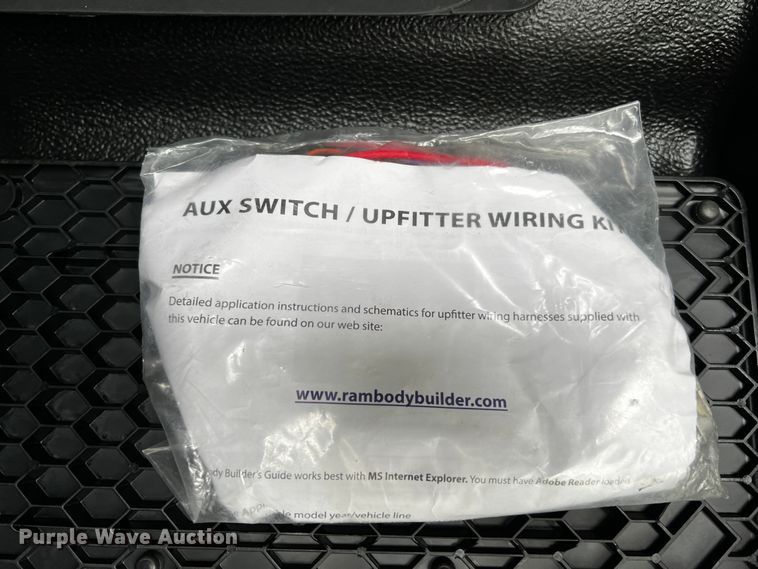 AUX SWITCH / UPFITTER WIRING
NOTICE
Detailed application instructions and schematics for upfitter wiring harnesses supplied with
this vehicle can be found on our web site:
www.rambodybuilder.com
Builder's Guide works best with MS Internet Explorer. You must have Adobe Reader loaded
model year/vehicle line
Purple Wave Auction